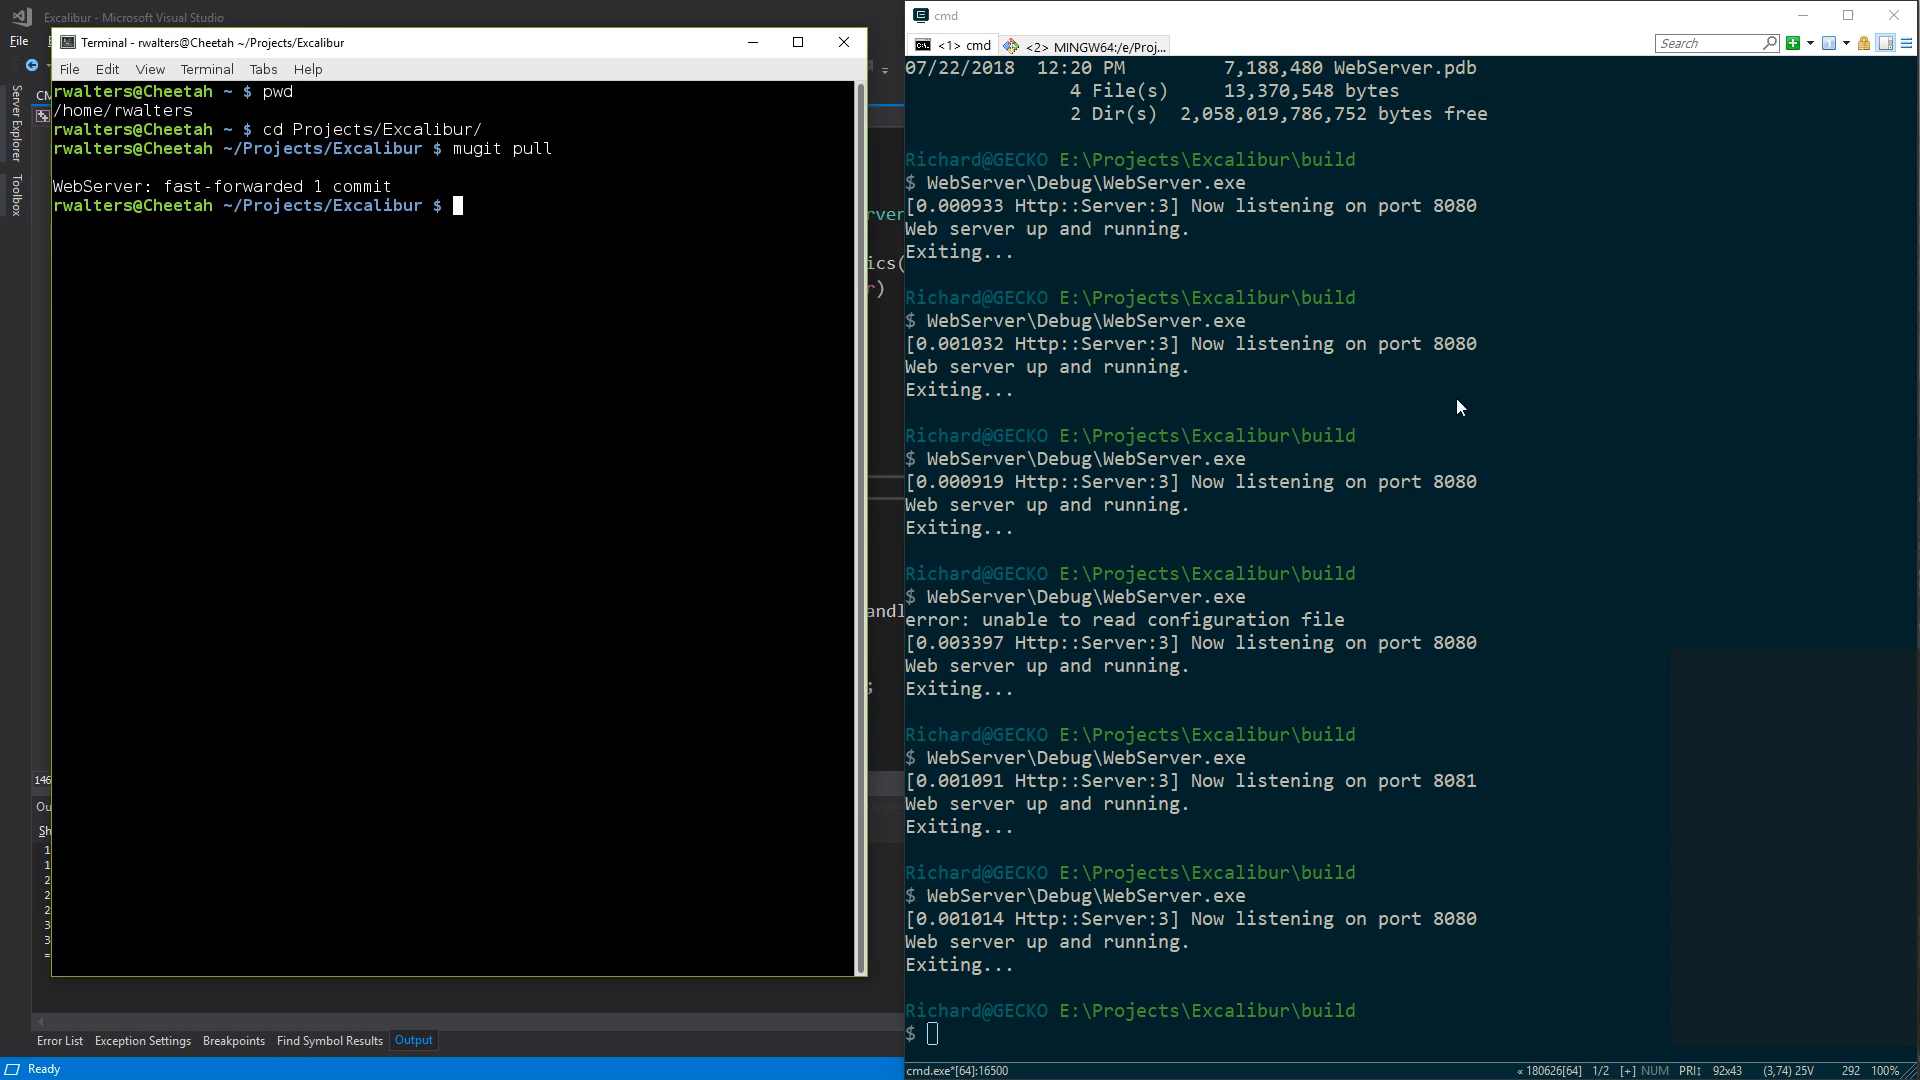 Excalibur - Microsoft Visual Studio
File
Server Explorer
Toolbox
Terminal - rwalters@Cheetah ~/Projects/Excalibur
File Edit View Terminal Tabs Help
rwalters@Cheetah ~ $ pwd
/home/rwalters
rwalters@Cheetah ~ $ cd Projects/Excalibur/
rwalters@Cheetah ~/Projects/Excalibur $ mugit pull
WebServer: fast-forwarded 1 commit
rwalters@Cheetah ~/Projects/Excalibur $
146
Error List Exception Settings Breakpoints Find Symbol Results Output
Ready
cmd
<1> cmd <2> MINGW64:/e/Proj...
Search
07/22/2018 12:20 PM 7,188,480 WebServer.pdb
4 File(s) 13,370,548 bytes
2 Dir(s) 2,058,019,786,752 bytes free
Richard@GECKO E:\Projects\Excalibur\build
$ WebServer\Debug\WebServer.exe
[0.000933 Http::Server:3] Now listening on port 8080
Web server up and running.
Exiting...
Richard@GECKO E:\Projects\Excalibur\build
$ WebServer\Debug\WebServer.exe
[0.001032 Http::Server:3] Now listening on port 8080
Web server up and running.
Exiting...
Richard@GECKO E:\Projects\Excalibur\build
$ WebServer\Debug\WebServer.exe
[0.000919 Http::Server:3] Now listening on port 8080
Web server up and running.
Exiting...
Richard@GECKO E:\Projects\Excalibur\build
$ WebServer\Debug\WebServer.exe
error: unable to read configuration file
[0.003397 Http::Server:3] Now listening on port 8080
Web server up and running.
Exiting...
Richard@GECKO E:\Projects\Excalibur\build
$ WebServer\Debug\WebServer.exe
[0.001091 Http::Server:3] Now listening on port 8081
Web server up and running.
Exiting...
Richard@GECKO E:\Projects\Excalibur\build
$ WebServer\Debug\WebServer.exe
[0.001014 Http::Server:3] Now listening on port 8080
Web server up and running.
Exiting...
Richard@GECKO E:\Projects\Excalibur\build
$
cmd.exe*[64]:16500 « 180626[64] 1/2 [+] NUM PRI↕ 92x43 (3,74) 25V 292 100%